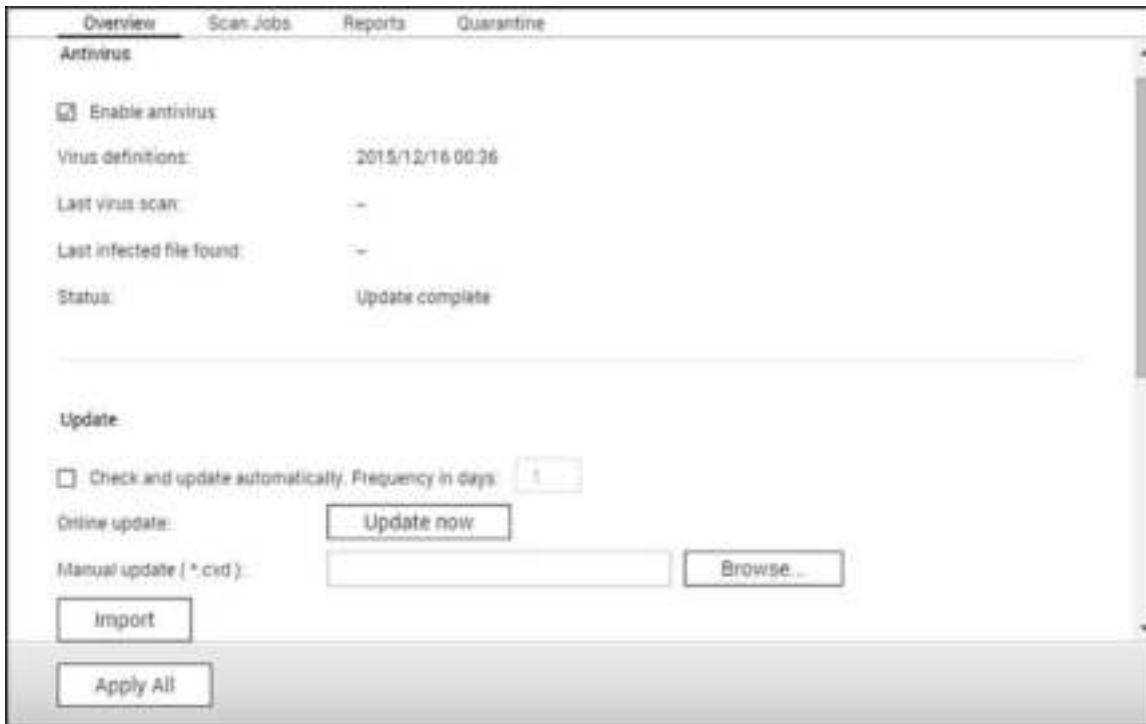 Overview Scan Jobs Reports Quarantine
Antivirus
Enable antivirus
Virus definitions: 2015/12/16 00:36
Last virus scan: --
Last infected file found: --
Status: Update complete
Update
Check and update automatically. Frequency in days: 1
Online update: Update now
Manual update ( *.cvd ): Browse...
Import
Apply All